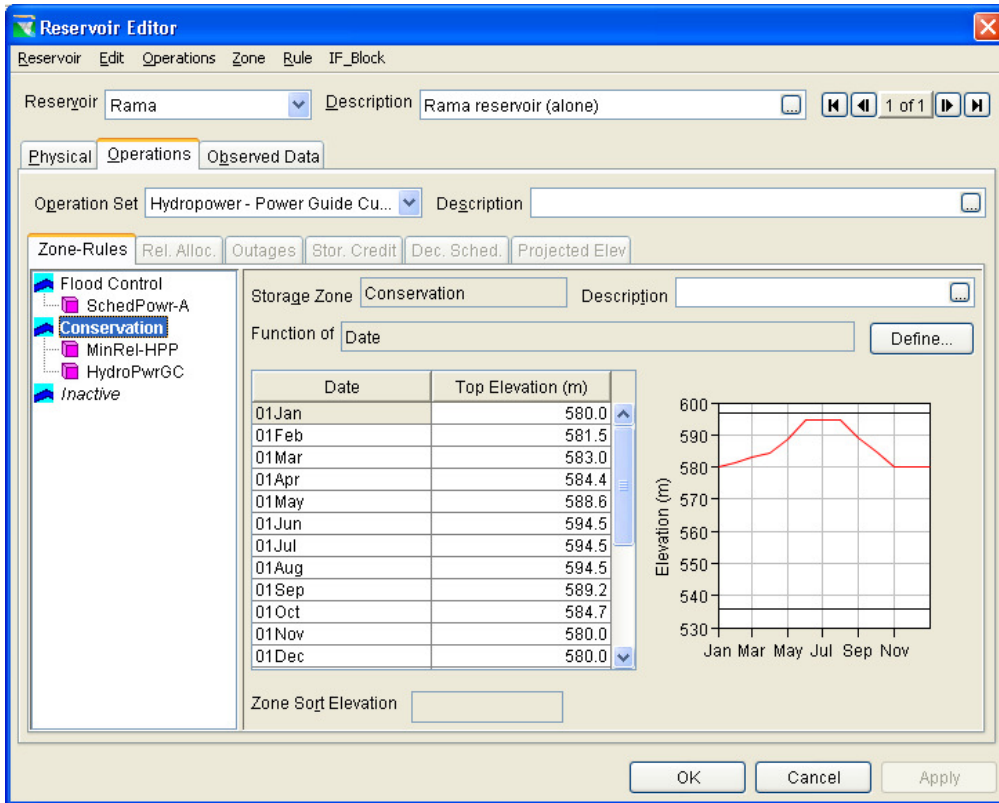 Reservoir Editor
Reservoir Edit Operations Zone Rule IF_Block
Reservoir Rama Description Rama reservoir (alone) ... 1 of 1
Physical Operations Observed Data
Operation Set Hydropower - Power Guide Cu... Description ...
Zone-Rules Rel. Alloc. Outages Stor. Credit Dec. Sched. Projected Elev
Flood Control
SchedPowr-A
Conservation
MinRel-HPP
HydroPwrGC
Inactive
Storage Zone Conservation Description ...
Function of Date Define...
Date Top Elevation (m)
01Jan 580.0
01Feb 581.5
01Mar 583.0
01Apr 584.4
01May 588.6
01Jun 594.5
01Jul 594.5
01Aug 594.5
01Sep 589.2
01Oct 584.7
01Nov 580.0
01Dec 580.0
Elevation (m)
600
590
580
570
560
550
540
530
Jan Mar May Jul Sep Nov
Zone Sort Elevation
OK Cancel Apply